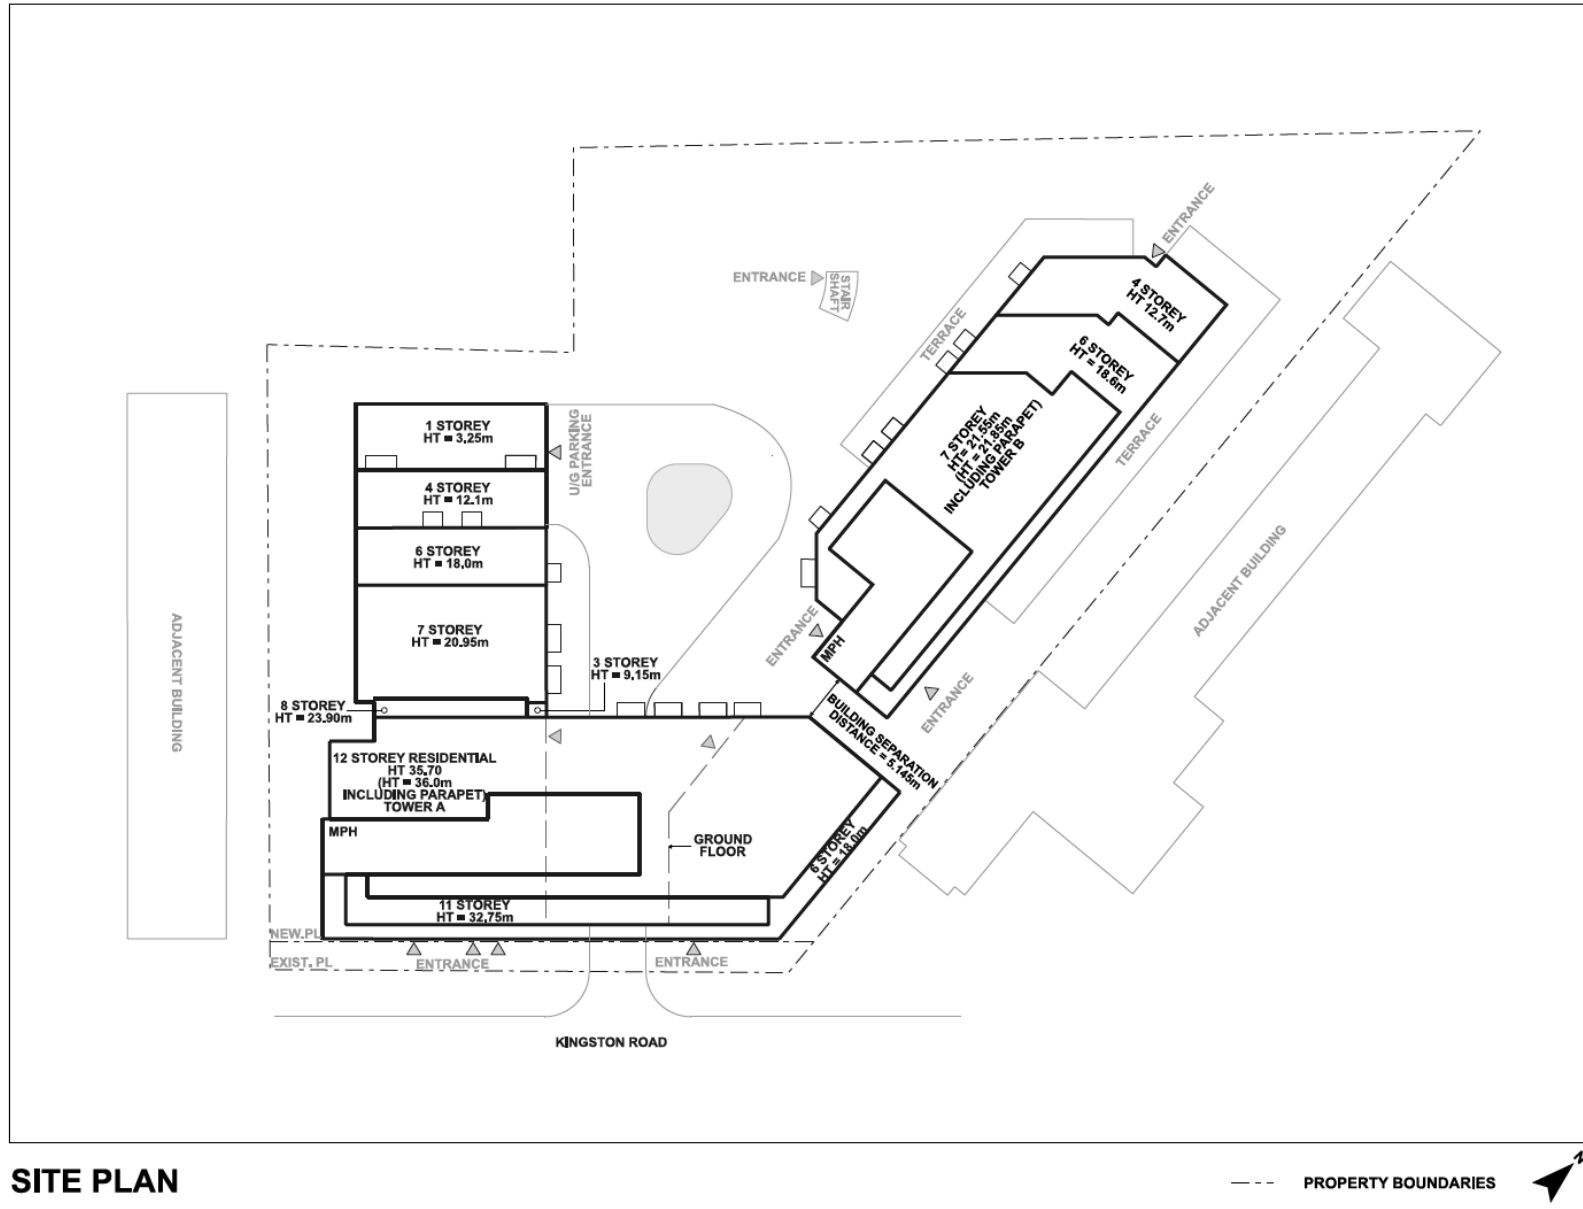 ENTRANCE
ENTRANCE
STAIR
SHAFT
4 STOREY
HT 12.7m
TERRACE
6 STOREY
HT = 18.6m
7 STOREY
HT= 21.55m
(HT = 21.85m
INCLUDING PARAPET)
TOWER B
TERRACE
1 STOREY
HT = 3.25m
U/G PARKING
ENTRANCE
4 STOREY
HT = 12.1m
6 STOREY
HT = 18.0m
ADJACENT BUILDING
ADJACENT BUILDING
7 STOREY
HT = 20.95m
ENTRANCE
MPH
3 STOREY
HT = 9.15m
ENTRANCE
8 STOREY
HT = 23.90m
BUILDING SEPARATION
DISTANCE = 5.145m
12 STOREY RESIDENTIAL
HT 35.70
(HT = 36.0m
INCLUDING PARAPET)
TOWER A
MPH
GROUND
FLOOR
6 STOREY
HT = 18.0m
11 STOREY
HT = 32.75m
NEW.PL
EXIST. PL
ENTRANCE
ENTRANCE
KINGSTON ROAD
SITE PLAN
PROPERTY BOUNDARIES
N